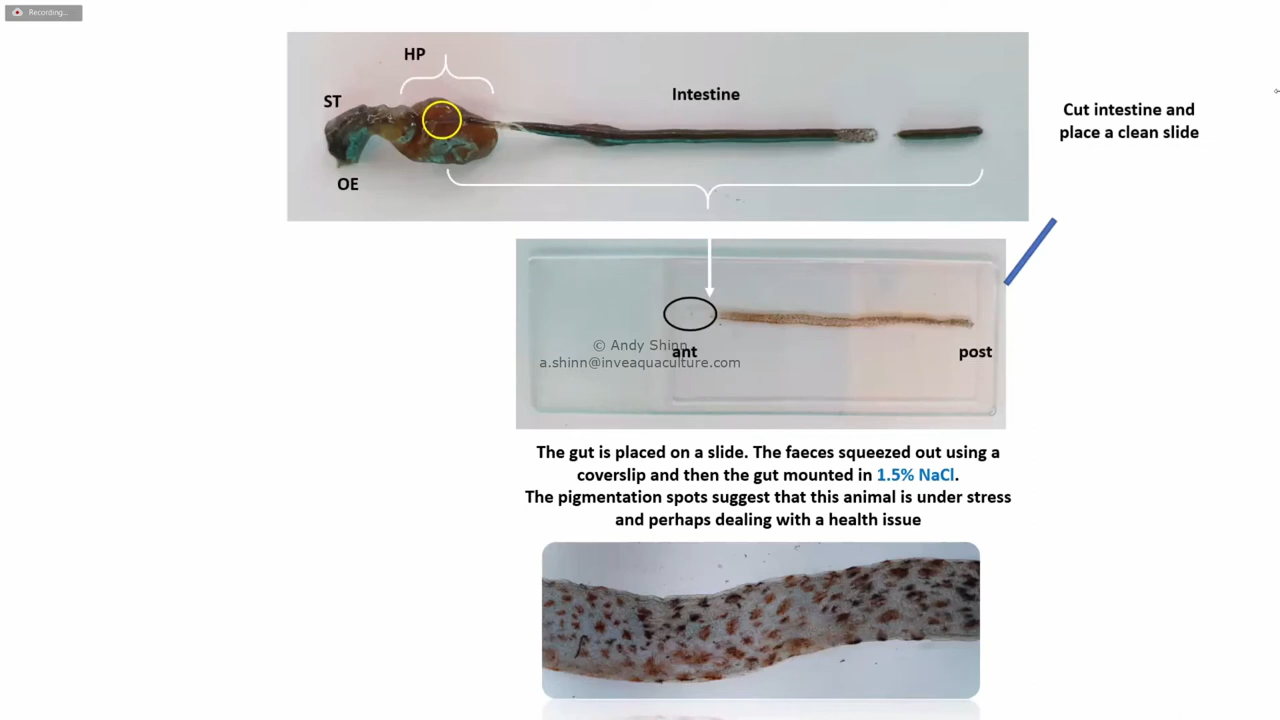 Recording...
HP
ST
Intestine
OE
Cut intestine and
place a clean slide
© Andy Shinn
a.shinn@inveaquaculture.com
ant
post
The gut is placed on a slide. The faeces squeezed out using a
coverslip and then the gut mounted in 1.5% NaCl.
The pigmentation spots suggest that this animal is under stress
and perhaps dealing with a health issue